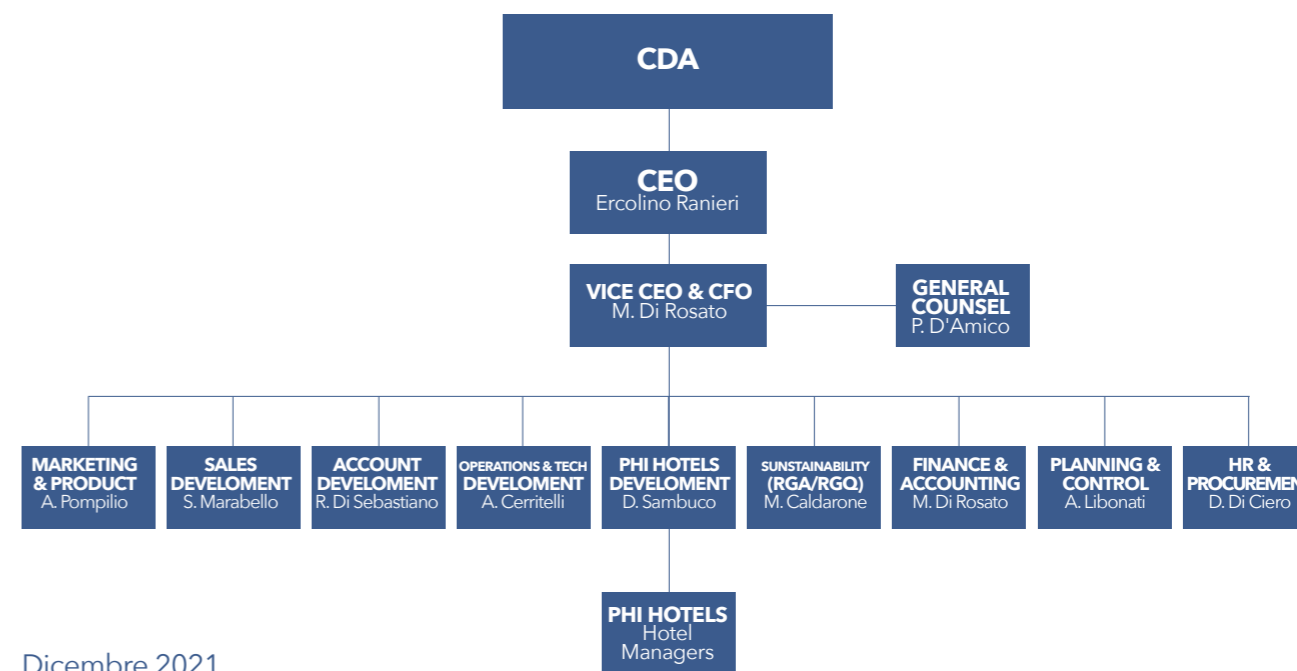 CDA
CEO
Ercolino Ranieri
VICE CEO & CFO
M. Di Rosato
GENERAL
COUNSEL
P. D'Amico
MARKETING
& PRODUCT
A. Pompilio
SALES
DEVELOMENT
S. Marabello
ACCOUNT
DEVELOMENT
R. Di Sebastiano
OPERATIONS & TECH
DEVELOMENT
A. Cerritelli
PHI HOTELS
DEVELOMENT
D. Sambuco
SUNSTAINABILITY
(RGA/RGQ)
M. Caldarone
FINANCE &
ACCOUNTING
M. Di Rosato
PLANNING &
CONTROL
A. Libonati
HR &
PROCUREMEN
D. Di Ciero
PHI HOTELS
Hotel
Managers
Dicembre 2021